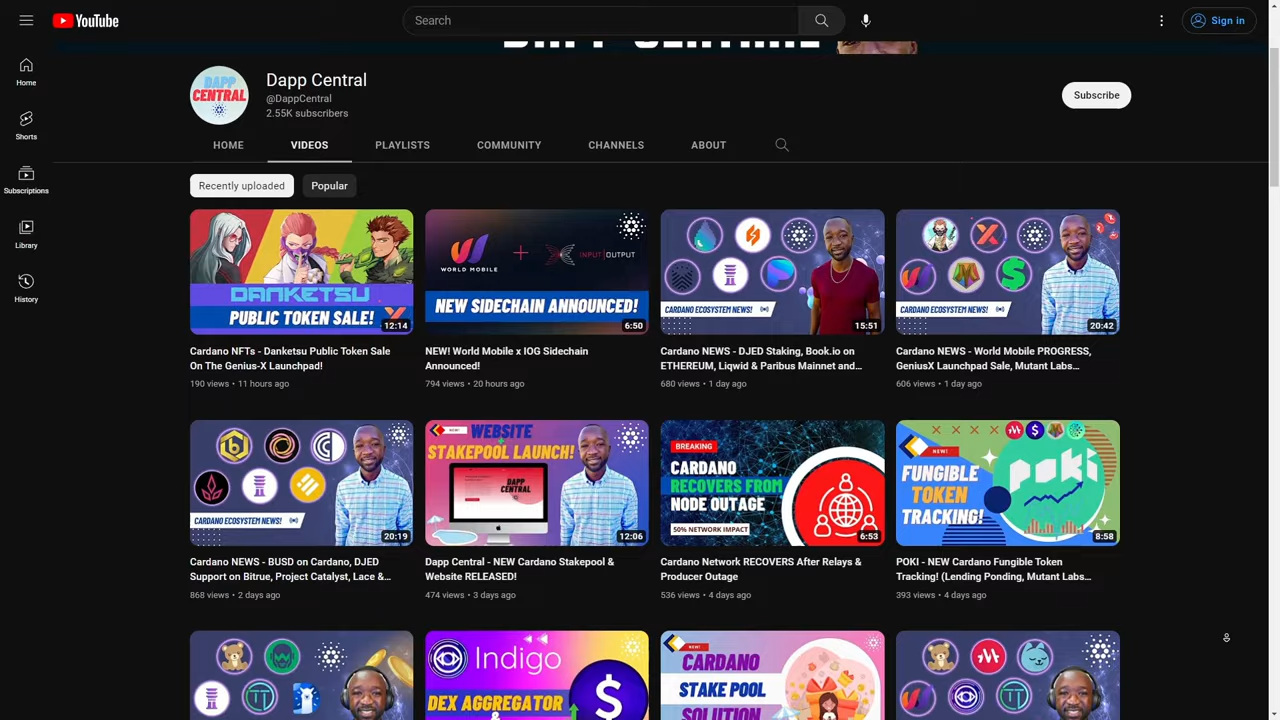 YouTube
Search
Sign in
Home
Shorts
Subscriptions
Library
History
DAPP CENTRAL
Dapp Central
@DappCentral
2.55K subscribers
Subscribe
HOME
VIDEOS
PLAYLISTS
COMMUNITY
CHANNELS
ABOUT
Recently uploaded
Popular
DANKETSU
PUBLIC TOKEN SALE!
12:14
Cardano NFTs - Danketsu Public Token Sale
On The Genius-X Launchpad!
190 views • 11 hours ago
WORLD MOBILE
INPUT|OUTPUT
NEW SIDECHAIN ANNOUNCED!
6:50
NEW! World Mobile x IOG Sidechain
Announced!
794 views • 20 hours ago
CARDANO ECOSYSTEM NEWS!
15:51
Cardano NEWS - DJED Staking, Book.io on
ETHEREUM, Liqwid & Paribus Mainnet and...
680 views • 1 day ago
CARDANO ECOSYSTEM NEWS!
20:42
Cardano NEWS - World Mobile PROGRESS,
GeniusX Launchpad Sale, Mutant Labs...
606 views • 1 day ago
CARDANO ECOSYSTEM NEWS!
20:19
Cardano NEWS - BUSD on Cardano, DJED
Support on Bitrue, Project Catalyst, Lace &...
868 views • 2 days ago
NEW!
WEBSITE
STAKEPOOL LAUNCH!
DAPP
CENTRAL
12:06
Dapp Central - NEW Cardano Stakepool &
Website RELEASED!
474 views • 3 days ago
BREAKING
CARDANO
RECOVERS FROM
NODE OUTAGE
50% NETWORK IMPACT
6:53
Cardano Network RECOVERS After Relays &
Producer Outage
536 views • 4 days ago
NEW!
FUNGIBLE
TOKEN
TRACKING!
POKI
8:58
POKI - NEW Cardano Fungible Token
Tracking! (Lending Ponding, Mutant Labs...
393 views • 4 days ago
Indigo
DEX AGGREGATOR
&
NEW!
CARDANO
STAKE POOL
SOLUTION